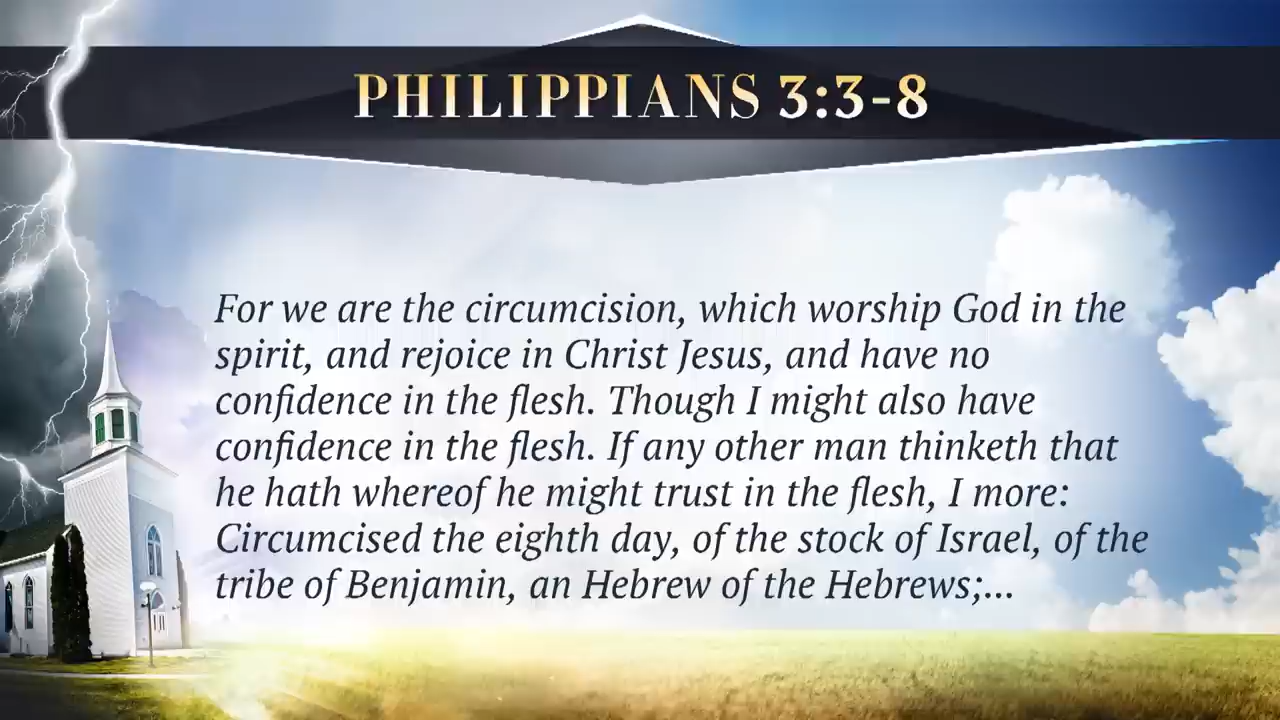 PHILIPPIANS 3:3-8
For we are the circumcision, which worship God in the
spirit, and rejoice in Christ Jesus, and have no
confidence in the flesh. Though I might also have
confidence in the flesh. If any other man thinketh that
he hath whereof he might trust in the flesh, I more:
Circumcised the eighth day, of the stock of Israel, of the
tribe of Benjamin, an Hebrew of the Hebrews;...